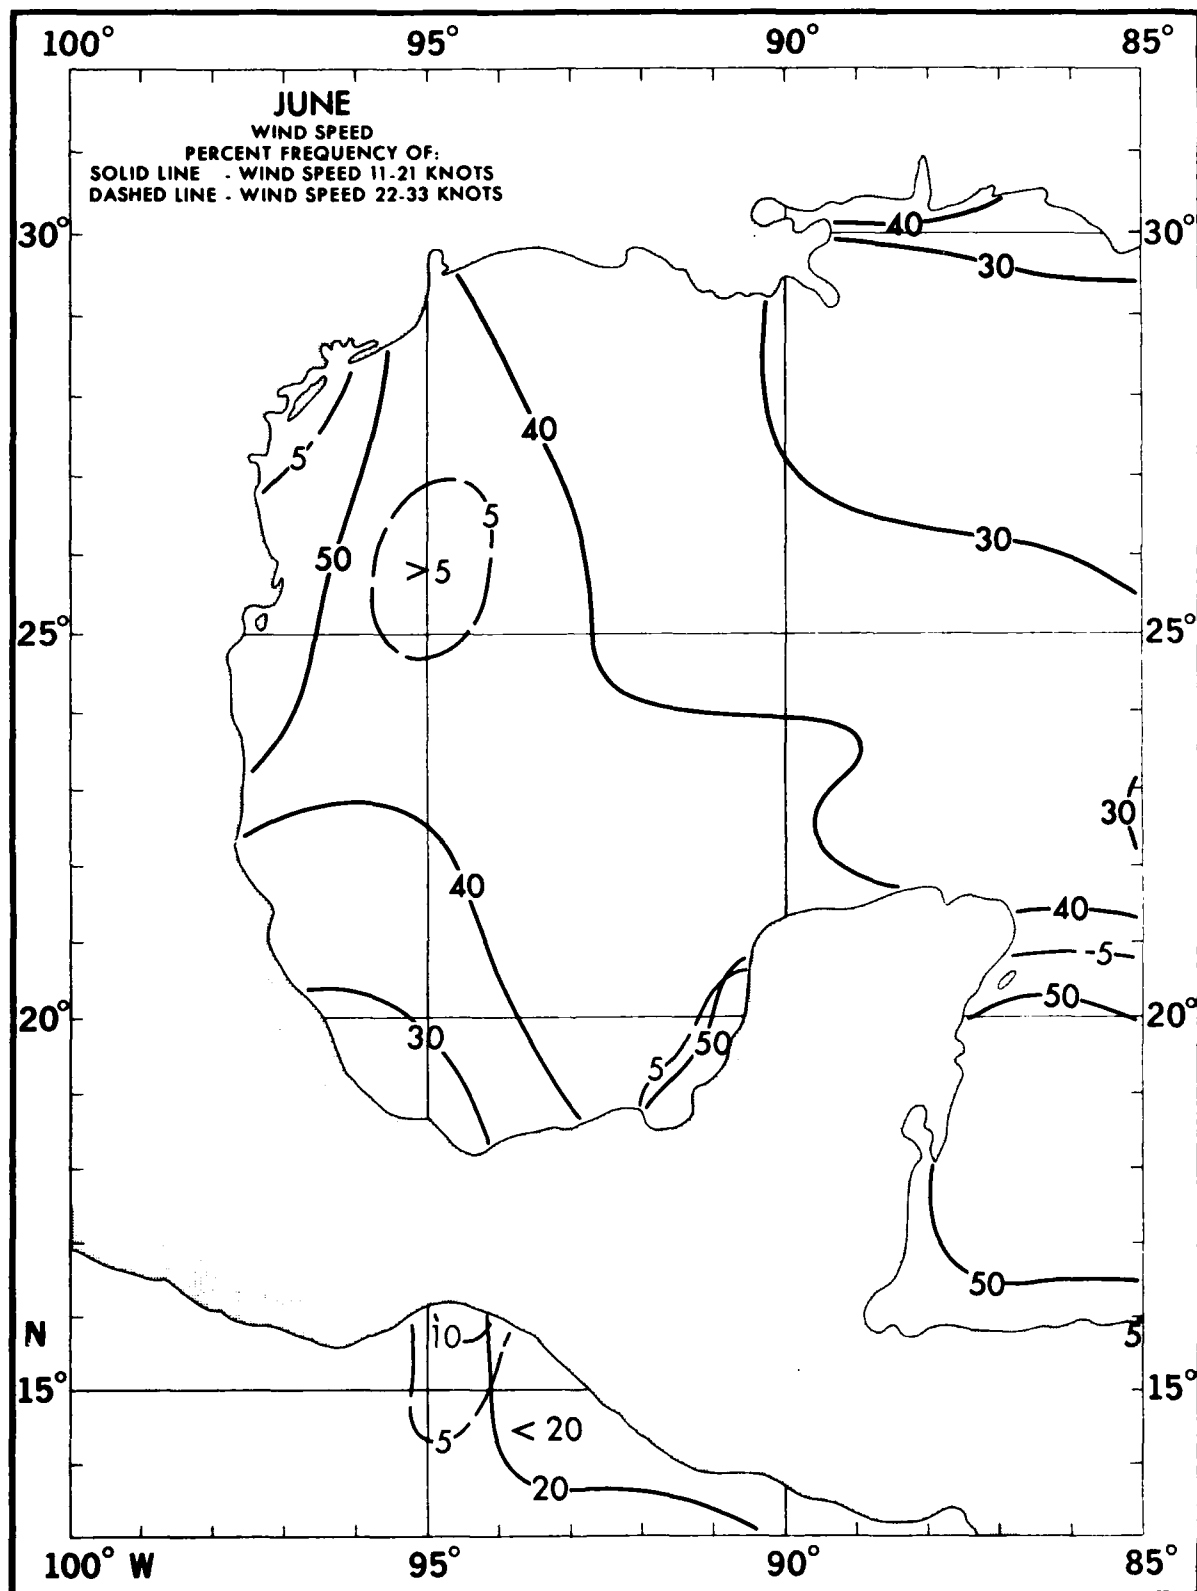 100° 95° 90° 85°
JUNE
WIND SPEED
PERCENT FREQUENCY OF:
SOLID LINE - WIND SPEED 11-21 KNOTS
DASHED LINE - WIND SPEED 22-33 KNOTS
30° 40 30°
30
40
5
5
50 >5 30
25° 25°
30
40 40
5
50
20° 20°
30 50
5
50
N 10 5
15° 15°
<20
5
20
100° W 95° 90° 85°